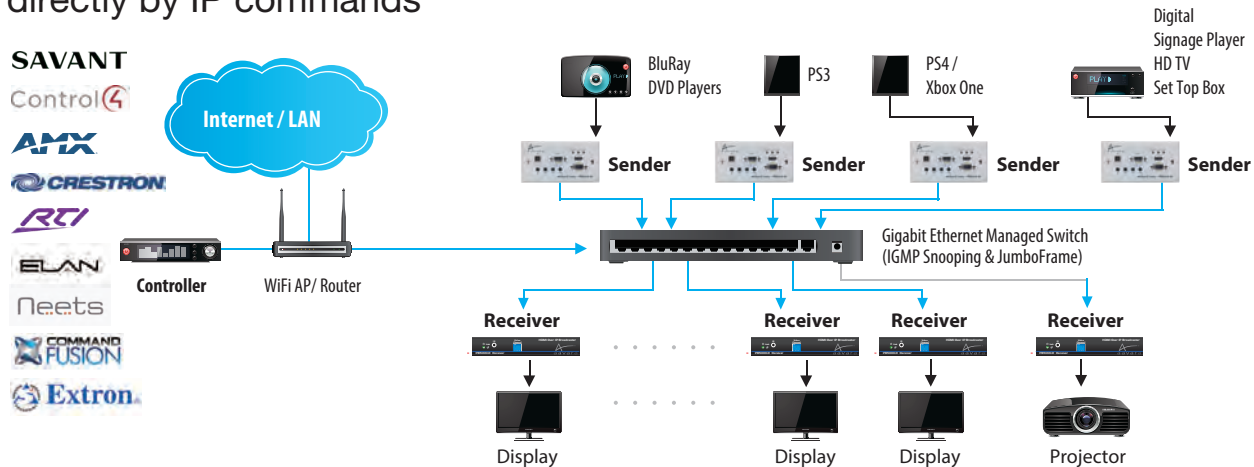 directly by IP commands
SAVANT
Control4
AMX
CRESTRON
RTI
ELAN
Neets
COMMAND
FUSION
Extron
Internet / LAN
Controller
WiFi AP/ Router
BluRay
DVD Players
PS3
PS4 /
Xbox One
PLAY
Digital
Signage Player
HD TV
Set Top Box
PLAY
Sender
Sender
Sender
Sender
Gigabit Ethernet Managed Switch
(IGMP Snooping & JumboFrame)
Receiver
Receiver
Receiver
Receiver
Display
Display
Display
Projector